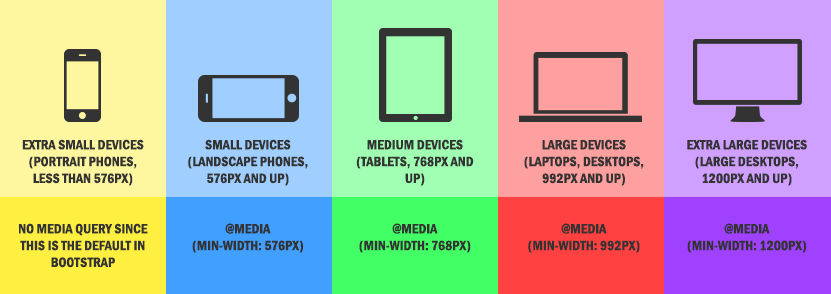 EXTRA SMALL DEVICES
(PORTRAIT PHONES,
LESS THAN 576PX)
SMALL DEVICES
(LANDSCAPE PHONES,
576PX AND UP)
MEDIUM DEVICES
(TABLETS, 768PX AND
UP)
LARGE DEVICES
(LAPTOPS, DESKTOPS,
992PX AND UP)
EXTRA LARGE DEVICES
(LARGE DESKTOPS,
1200PX AND UP)
NO MEDIA QUERY SINCE
THIS IS THE DEFAULT IN
BOOTSTRAP
@MEDIA
(MIN-WIDTH: 576PX)
@MEDIA
(MIN-WIDTH: 768PX)
@MEDIA
(MIN-WIDTH: 992PX)
@MEDIA
(MIN-WIDTH: 1200PX)